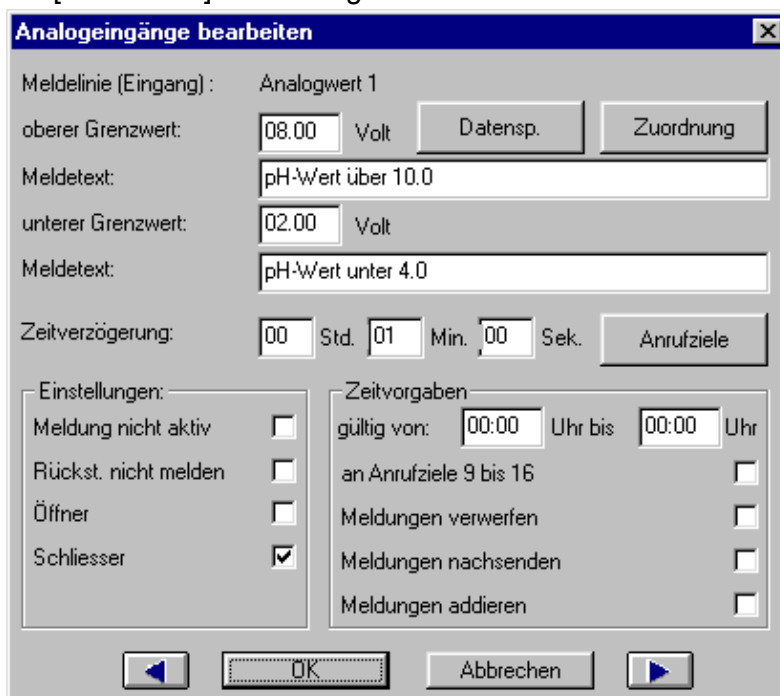 Analogeingänge bearbeiten
Meldelinie (Eingang) : Analogwert 1
oberer Grenzwert: 08.00 Volt Datensp. Zuordnung
Meldetext: pH-Wert über 10.0
unterer Grenzwert: 02.00 Volt
Meldetext: pH-Wert unter 4.0
Zeitverzögerung: 00 Std. 01 Min. 00 Sek. Anrufziele
Einstellungen:
Meldung nicht aktiv
Rückst. nicht melden
Öffner
Schliesser
Zeitvorgaben
gültig von: 00:00 Uhr bis 00:00 Uhr
an Anrufziele 9 bis 16
Meldungen verwerfen
Meldungen nachsenden
Meldungen addieren
OK Abbrechen